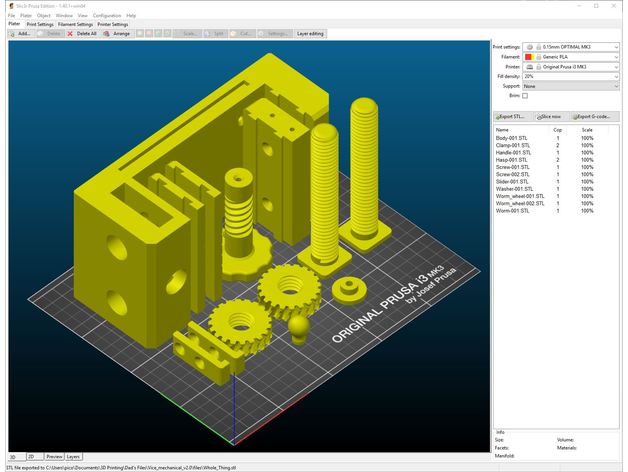 Slic3r Prusa Edition - 1.40.1+win64
File Plater Object Window View Configuration Help
Plater Print Settings Filament Settings Printer Settings
Add... Delete Delete All Arrange Scale... Split Cut... Settings... Layer editing
Print settings: 0.15mm OPTIMAL MK3
Filament: Generic PLA
Printer: Original Prusa i3 MK3
Fill density: 20%
Support: None
Brim:
Export STL... Slice now Export G-code...
Name Cop Scale
Body-001.STL 1 100%
Clamp-001.STL 2 100%
Handle-001.STL 1 100%
Hasp-001.STL 2 100%
Screw-001.STL 1 100%
Screw-002.STL 1 100%
Slider-001.STL 1 100%
Washer-001.STL 1 100%
Worm_wheel-001.STL 1 100%
Worm_wheel-002.STL 1 100%
Worm-001.STL 1 100%
ORIGINAL PRUSA i3 MK3
by Josef Prusa
Info
Size: Volume:
Facets: Materials:
Manifold:
3D 2D Preview Layers
STL file exported to C:\Users\pics\Documents\3D Printing\Dad's Files\Vice_mechanical_v2.0\files\Whole_Thing.stl